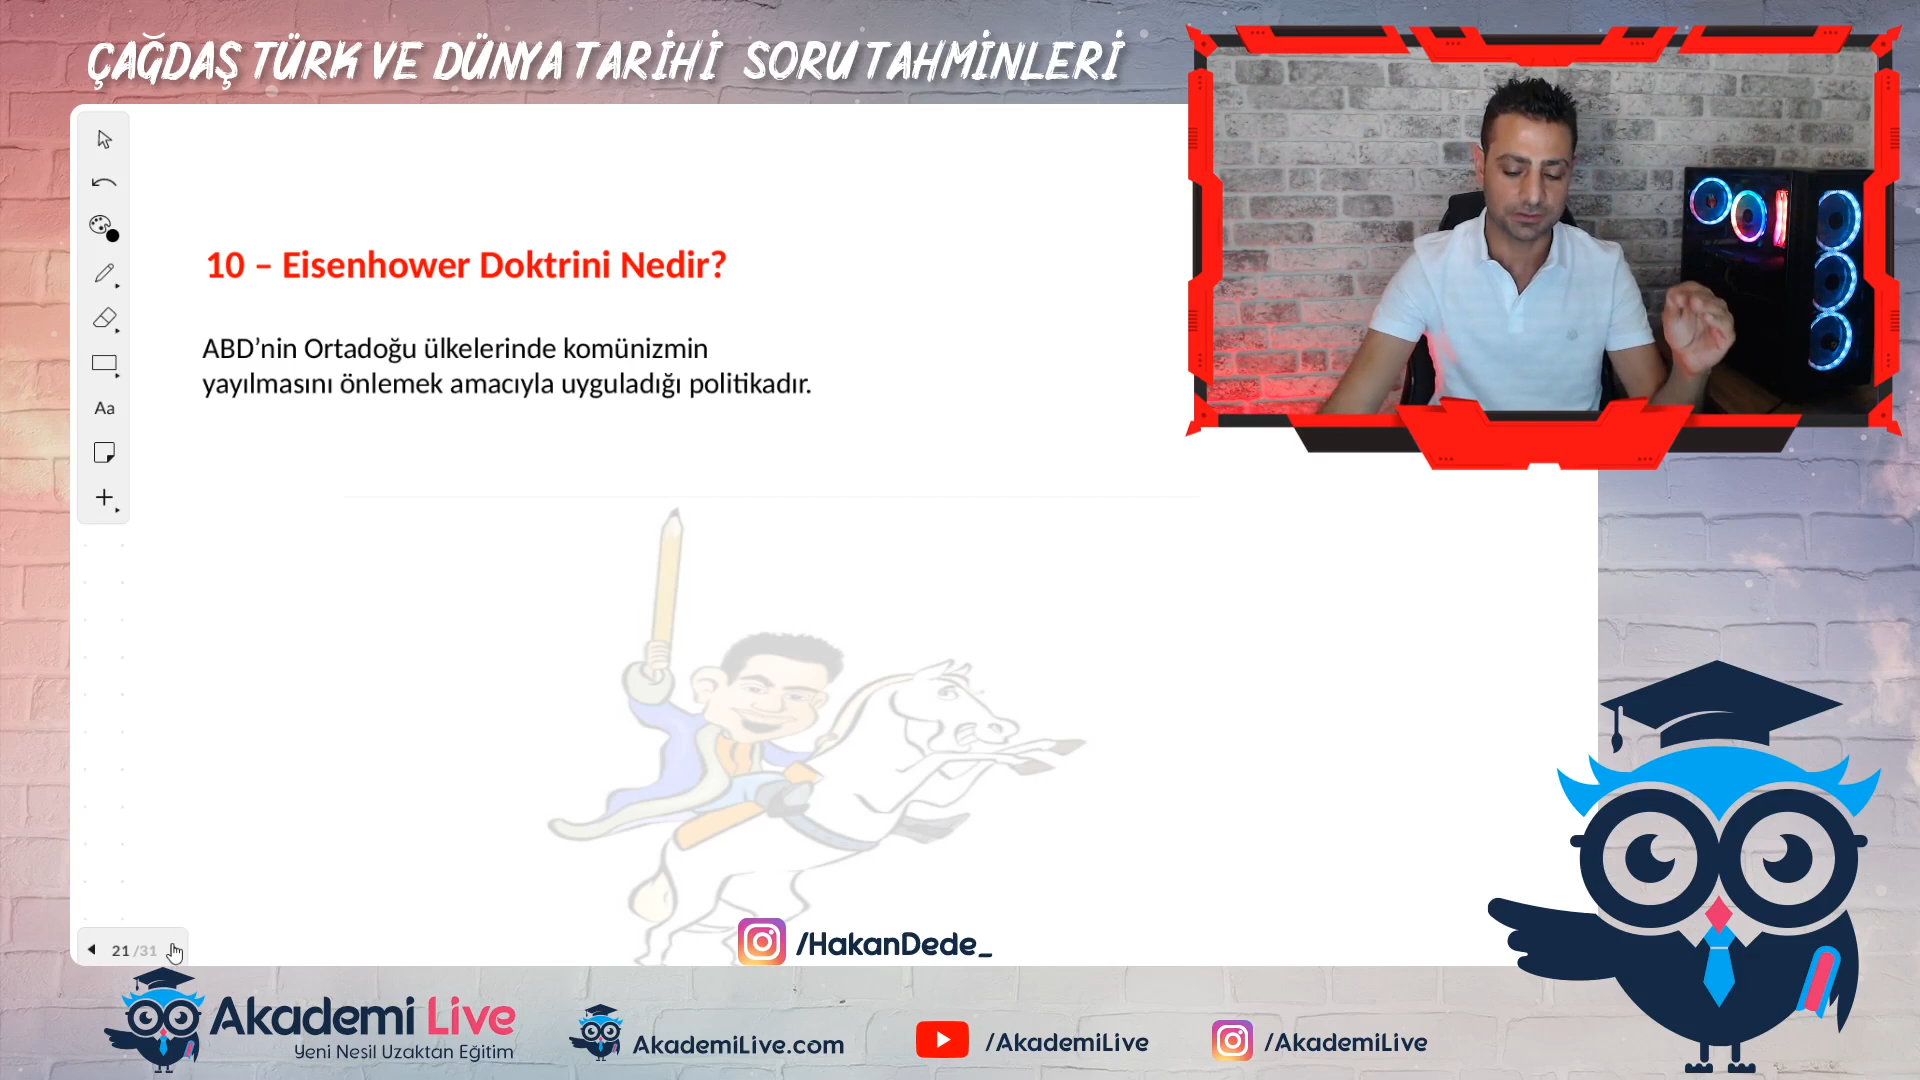 ÇAĞDAŞ TÜRK VE DÜNYA TARİHİ SORU TAHMİNLERİ
10 – Eisenhower Doktrini Nedir?
ABD’nin Ortadoğu ülkelerinde komünizmin
yayılmasını önlemek amacıyla uyguladığı politikadır.
Aa
21 /31
/HakanDede_
Akademi Live
Yeni Nesil Uzaktan Eğitim
AkademiLive.com
/AkademiLive
/AkademiLive